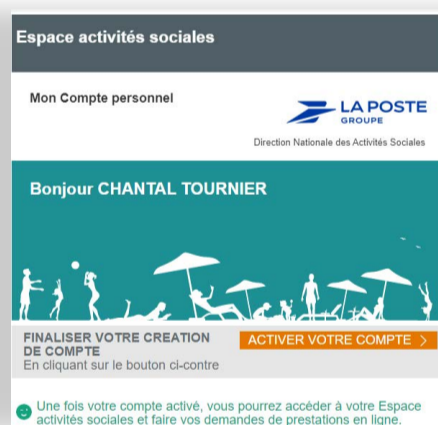 Espace activités sociales
Mon Compte personnel
LA POSTE
GROUPE
Direction Nationale des Activités Sociales
Bonjour CHANTAL TOURNIER
FINALISER VOTRE CREATION
DE COMPTE
En cliquant sur le bouton ci-contre
ACTIVER VOTRE COMPTE >
Une fois votre compte activé, vous pourrez accéder à votre Espace
activités sociales et faire vos demandes de prestations en ligne.